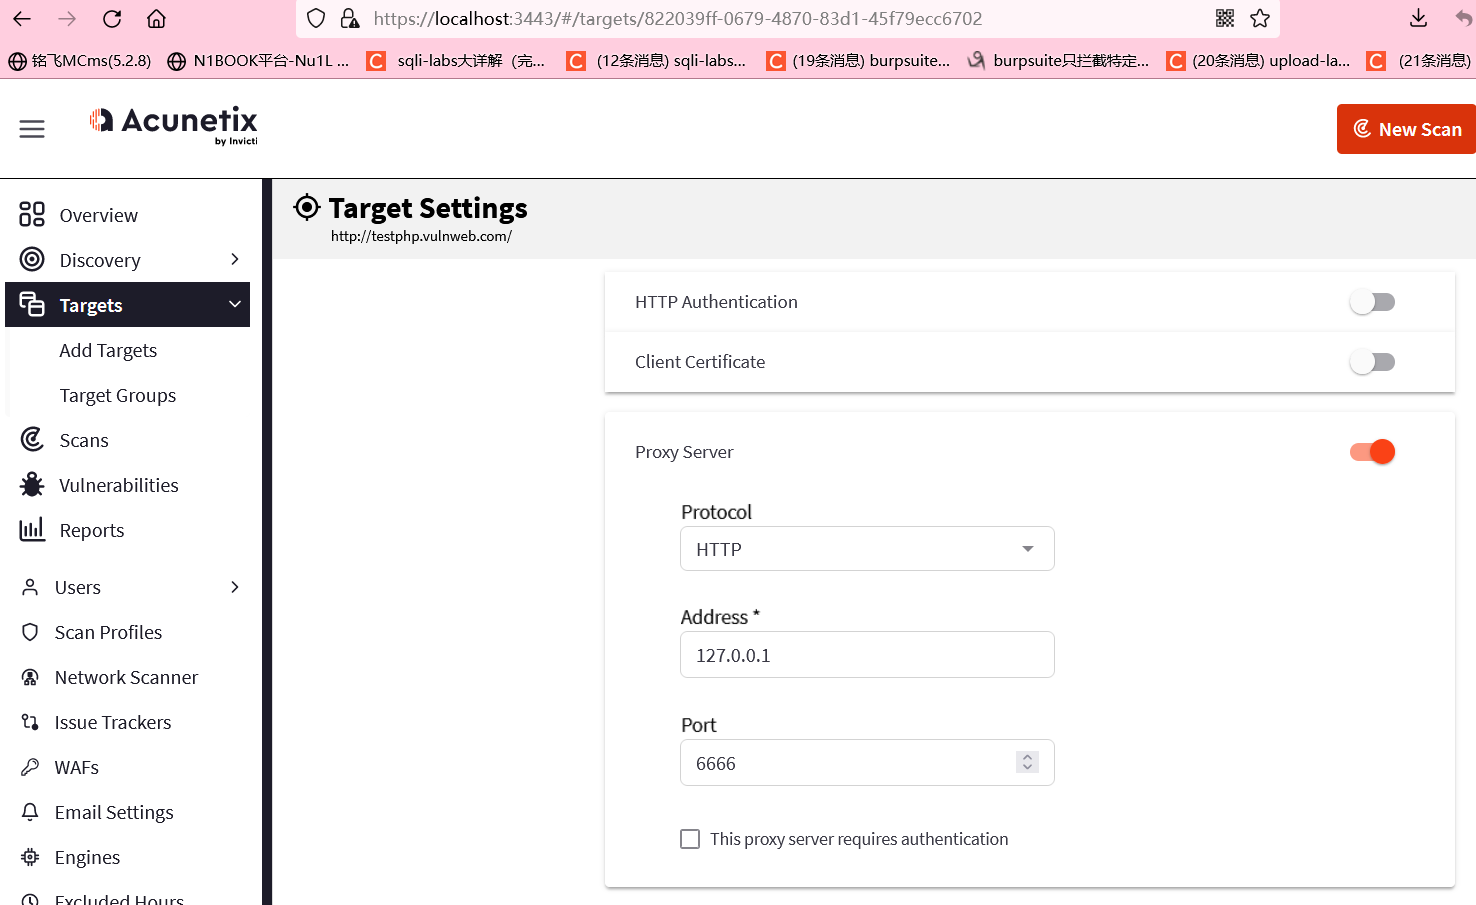 https://localhost:3443/#/targets/822039ff-0679-4870-83d1-45f79ecc6702
铭飞MCms(5.2.8) N1BOOK平台-Nu1L ... sqli-labs大详解（完... (12条消息) sqli-labs... (19条消息) burpsuite... burpsuite只拦截特定... (20条消息) upload-la... (21条消息)
Acunetix
by Invicti
New Scan
Target Settings
http://testphp.vulnweb.com/
Overview
Discovery
Targets
Add Targets
Target Groups
Scans
Vulnerabilities
Reports
Users
Scan Profiles
Network Scanner
Issue Trackers
WAFs
Email Settings
Engines
Excluded Hours
HTTP Authentication
Client Certificate
Proxy Server
Protocol
HTTP
Address *
127.0.0.1
Port
6666
This proxy server requires authentication